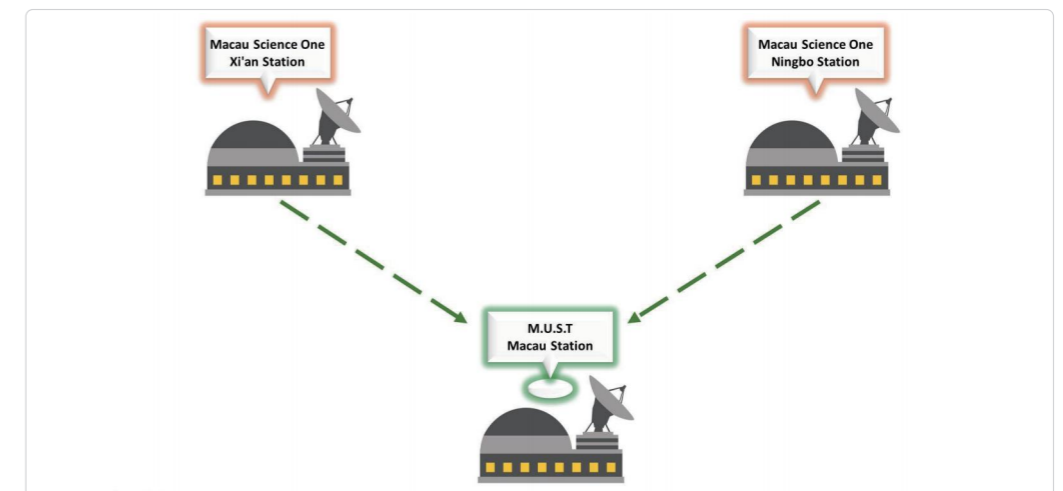 Macau Science One
Xi'an Station
Macau Science One
Ningbo Station
M.U.S.T
Macau Station